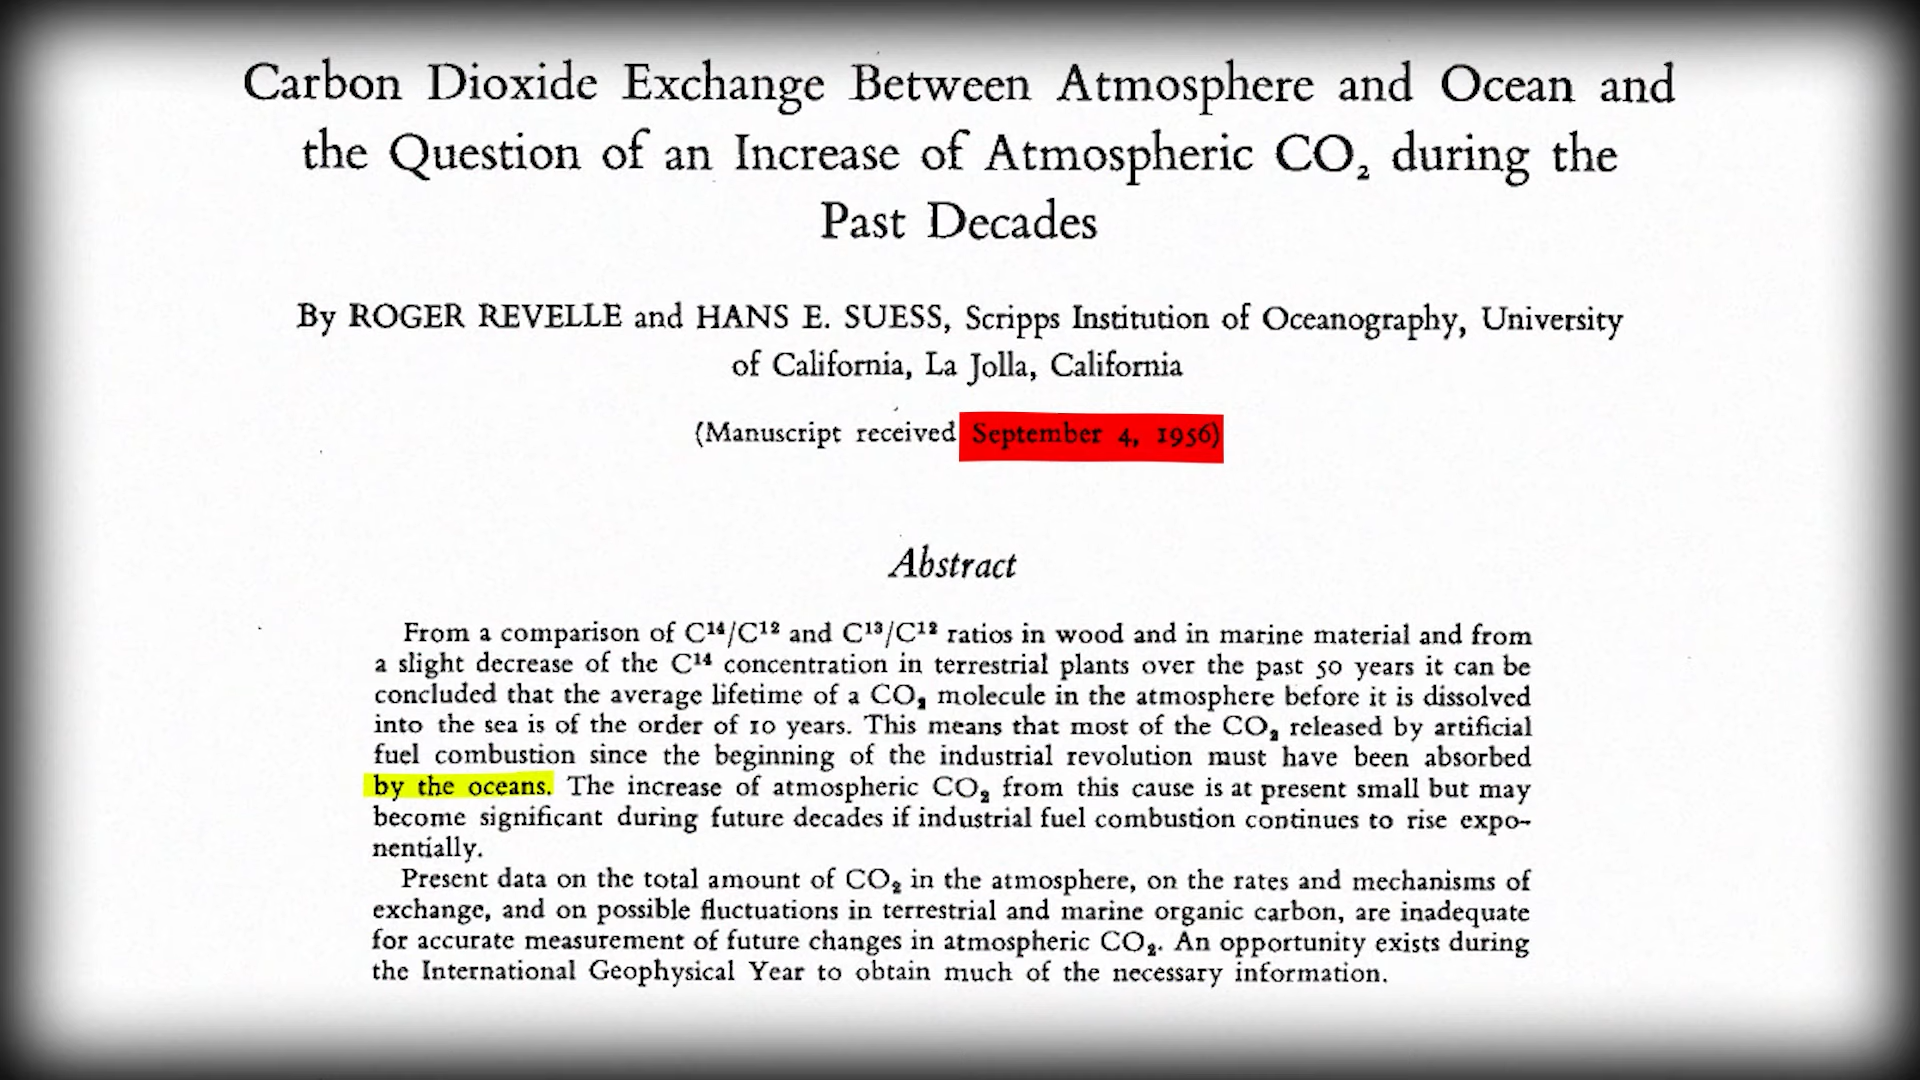 Carbon Dioxide Exchange Between Atmosphere and Ocean and
the Question of an Increase of Atmospheric CO₂ during the
Past Decades
By ROGER REVELLE and HANS E. SUESS, Scripps Institution of Oceanography, University
of California, La Jolla, California
(Manuscript received September 4, 1956)
Abstract
From a comparison of C¹⁴/C¹² and C¹³/C¹² ratios in wood and in marine material and from
a slight decrease of the C¹⁴ concentration in terrestrial plants over the past 50 years it can be
concluded that the average lifetime of a CO₂ molecule in the atmosphere before it is dissolved
into the sea is of the order of 10 years. This means that most of the CO₂ released by artificial
fuel combustion since the beginning of the industrial revolution must have been absorbed
by the oceans. The increase of atmospheric CO₂ from this cause is at present small but may
become significant during future decades if industrial fuel combustion continues to rise expo-
nentially.
Present data on the total amount of CO₂ in the atmosphere, on the rates and mechanisms of
exchange, and on possible fluctuations in terrestrial and marine organic carbon, are inadequate
for accurate measurement of future changes in atmospheric CO₂. An opportunity exists during
the International Geophysical Year to obtain much of the necessary information.